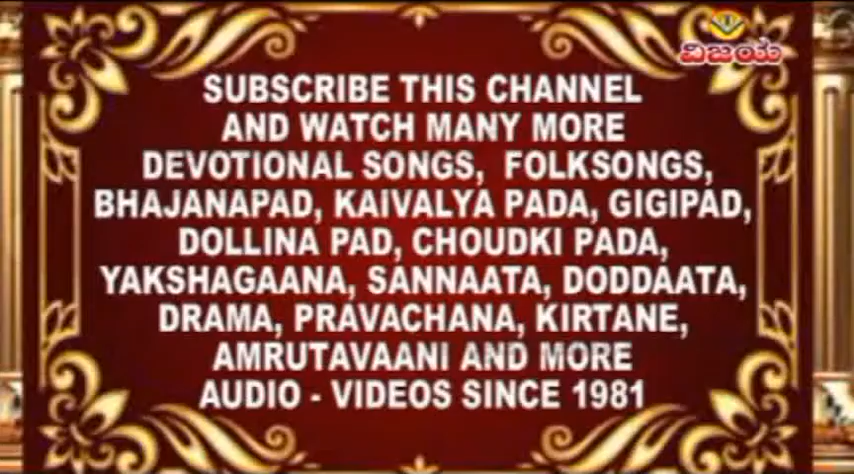 ವಿಜಯ
SUBSCRIBE THIS CHANNEL
AND WATCH MANY MORE
DEVOTIONAL SONGS, FOLKSONGS,
BHAJANAPAD, KAIVALYA PADA, GIGIPAD,
DOLLINA PAD, CHOUDKI PADA,
YAKSHAGAANA, SANNAATA, DODDAATA,
DRAMA, PRAVACHANA, KIRTANE,
AMRUTAVAANI AND MORE
AUDIO - VIDEOS SINCE 1981